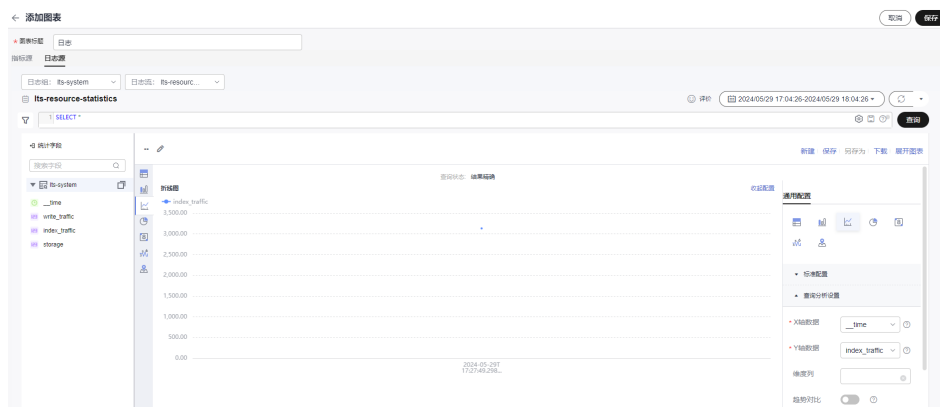 ← 添加图表
取消 保存
* 图表标题 日志
指标源 日志源
日志组: lts-system 日志流: lts-resourc...
lts-resource-statistics
评价 2024/05/29 17:04:26-2024/05/29 18:04:26
1 SELECT *
查询
统计字段
新建 保存 另存为 下载 展开图表
搜索字段
查询状态: 结果精确
lts-system
折线图
收起配置
通用配置
__time
index_traffic
write_traffic
index_traffic
storage
3,500.00
3,000.00
2,500.00
2,000.00
1,500.00
1,000.00
500.00
0.00
2024-05-29T
17:27:49.298...
标准配置
查询分析设置
* X轴数据 __time
* Y轴数据 index_traffic
维度列
趋势对比